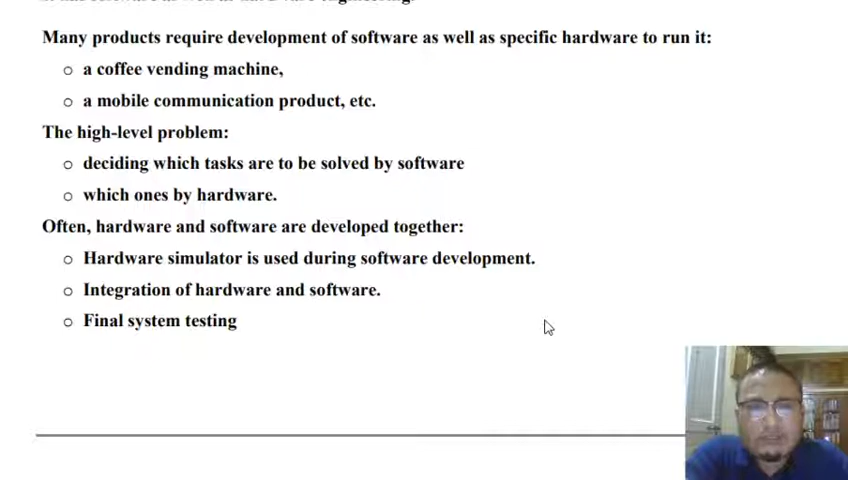 Many products require development of software as well as specific hardware to run it:
o a coffee vending machine,
o a mobile communication product, etc.
The high-level problem:
o deciding which tasks are to be solved by software
o which ones by hardware.
Often, hardware and software are developed together:
o Hardware simulator is used during software development.
o Integration of hardware and software.
o Final system testing